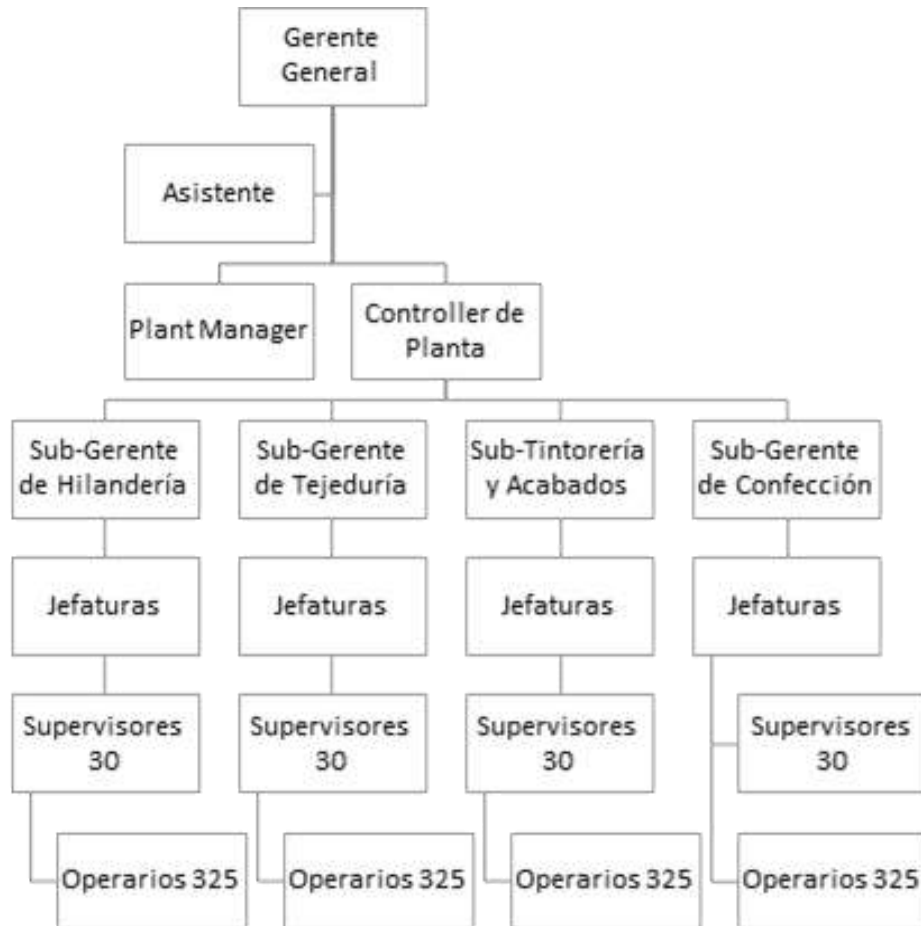 Gerente
General
Asistente
Plant Manager
Controller de
Planta
Sub-Gerente
de Hilandería
Sub-Gerente
de Tejeduría
Sub-Tintorería
y Acabados
Sub-Gerente
de Confección
Jefaturas
Jefaturas
Jefaturas
Jefaturas
Supervisores
30
Supervisores
30
Supervisores
30
Supervisores
30
Operarios 325
Operarios 325
Operarios 325
Operarios 325